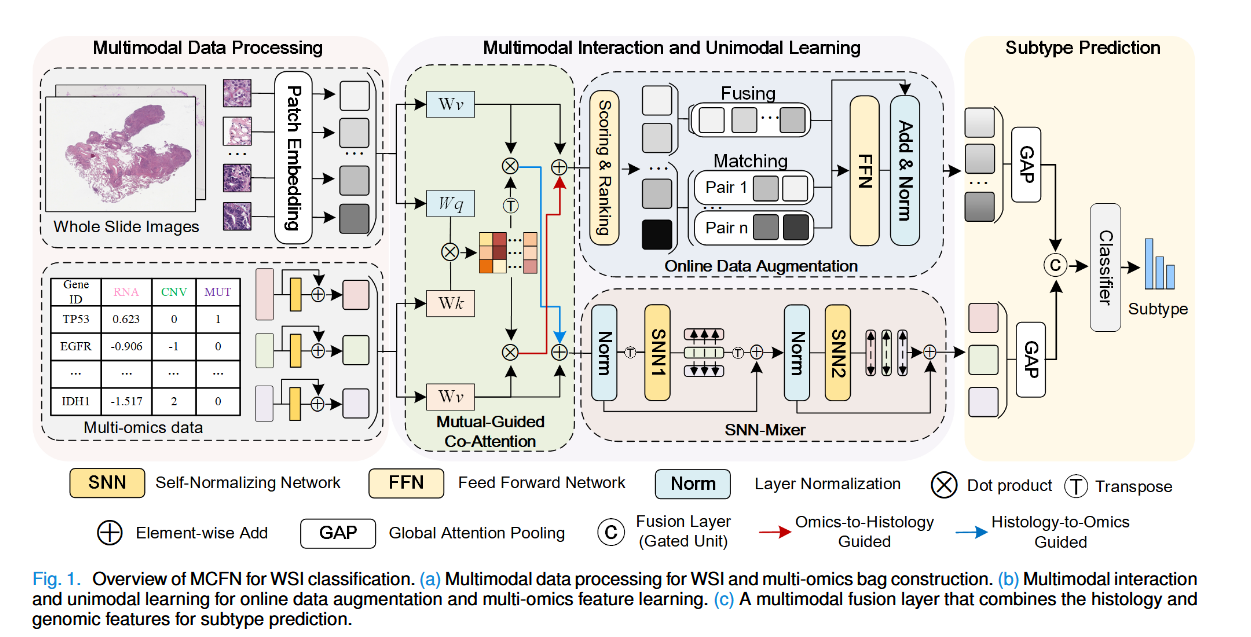 Multimodal Data Processing
Multimodal Interaction and Unimodal Learning
Subtype Prediction
Patch Embedding
...
...
Whole Slide Images
Gene ID RNA CNV MUT
TP53 0.623 0 1
EGFR -0.906 -1 0
... ... ... ...
IDH1 -1.517 2 0
Multi-omics data
Wv
Wq
T
...
...
Wk
Wv
Mutual-Guided
Co-Attention
Scoring & Ranking
...
Fusing
...
Matching
Pair 1
...
Pair n
FFN
Add & Norm
Online Data Augmentation
Norm
T
SNN1
T
Norm
SNN2
SNN-Mixer
...
GAP
GAP
C
Classifier
Subtype
SNN Self-Normalizing Network
FFN Feed Forward Network
Norm Layer Normalization
Dot product
T Transpose
Element-wise Add
GAP Global Attention Pooling
C Fusion Layer
(Gated Unit)
Omics-to-Histology
Guided
Histology-to-Omics
Guided
Fig. 1. Overview of MCFN for WSI classification. (a) Multimodal data processing for WSI and multi-omics bag construction. (b) Multimodal interaction
and unimodal learning for online data augmentation and multi-omics feature learning. (c) A multimodal fusion layer that combines the histology and
genomic features for subtype prediction.